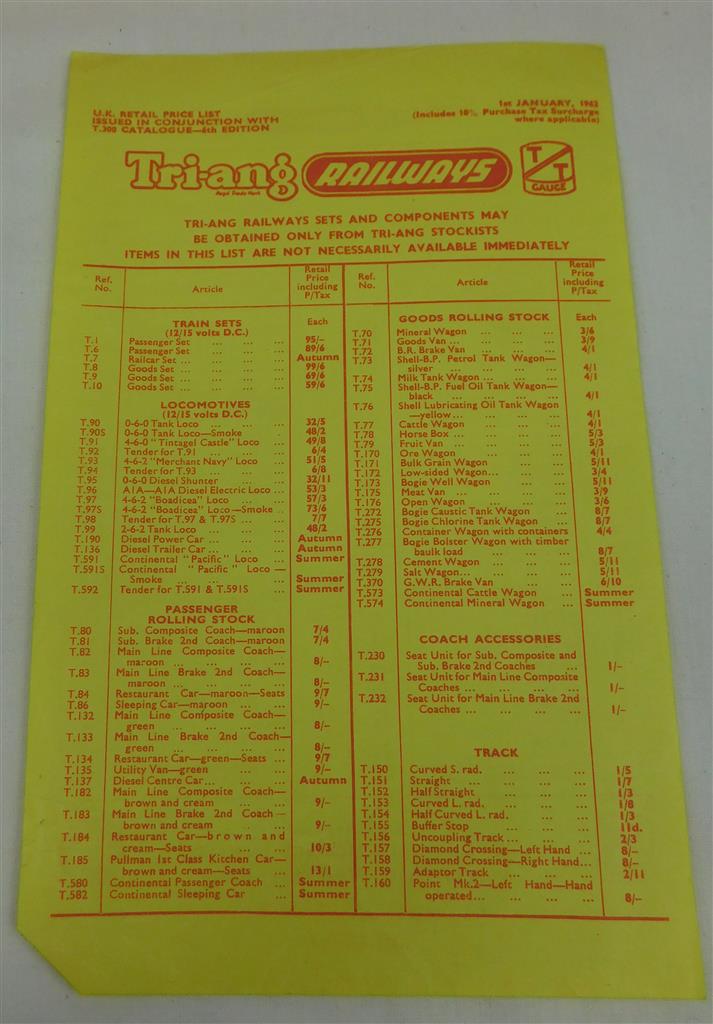 U.K. RETAIL PRICE LIST
ISSUED IN CONJUNCTION WITH
T.300 CATALOGUE—6th EDITION
1st JANUARY, 1962
(Includes 10% Purchase Tax Surcharge
where applicable)
Tri-ang RAILWAYS T/T GAUGE
Regd. Trade Mark
TRI-ANG RAILWAYS SETS AND COMPONENTS MAY
BE OBTAINED ONLY FROM TRI-ANG STOCKISTS
ITEMS IN THIS LIST ARE NOT NECESSARILY AVAILABLE IMMEDIATELY
Ref. No. Article Retail Price including P/Tax
TRAIN SETS Each
(12/15 volts D.C.)
T.1 Passenger Set ... ... ... 95/–
T.6 Passenger Set ... ... ... 89/6
T.7 Railcar Set ... ... ... Autumn
T.8 Goods Set ... ... ... 99/6
T.9 Goods Set ... ... ... 69/6
T.10 Goods Set ... ... ... 59/6
LOCOMOTIVES
(12/15 volts D.C.)
T.90 0-6-0 Tank Loco ... ... 32/5
T.90S 0-6-0 Tank Loco—Smoke . 48/2
T.91 4-6-0 "Tintagel Castle" Loco 49/8
T.92 Tender for T.91 ... ... 6/4
T.93 4-6-2 "Merchant Navy" Loco 51/5
T.94 Tender for T.93 ... ... 6/8
T.95 0-6-0 Diesel Shunter ... 32/11
T.96 A1A—A1A Diesel Electric Loco ... 53/3
T.97 4-6-2 "Boadicea" Loco ... 57/3
T.97S 4-6-2 "Boadicea" Loco—Smoke .. 73/6
T.98 Tender for T.97 & T.97S ... 7/7
T.99 2-6-2 Tank Loco ... ... 48/2
T.190 Diesel Power Car ... ... Autumn
T.136 Diesel Trailer Car ... ... Autumn
T.591 Continental "Pacific" Loco ... Summer
T.591S Continental "Pacific" Loco —
Smoke ... ... ... Summer
T.592 Tender for T.591 & T.591S ... Summer
PASSENGER
ROLLING STOCK
T.80 Sub. Composite Coach—maroon 7/4
T.81 Sub. Brake 2nd Coach—maroon 7/4
T.82 Main Line Composite Coach—
maroon ... ... ... ... 8/–
T.83 Main Line Brake 2nd Coach—
maroon ... ... ... ... 8/–
T.84 Restaurant Car—maroon—Seats 9/7
T.86 Sleeping Car—maroon ... ... 9/–
T.132 Main Line Composite Coach—
green ... ... ... ... 8/–
T.133 Main Line Brake 2nd Coach—
green ... ... ... ... 8/–
T.134 Restaurant Car—green—Seats ... 9/7
T.135 Utility Van—green ... ... 9/–
T.137 Diesel Centre Car ... ... Autumn
T.182 Main Line Composite Coach—
brown and cream ... ... 9/–
T.183 Main Line Brake 2nd Coach —
brown and cream . ... 9/–
T.184 Restaurant Car—brown and
cream—Seats ... ... 10/3
T.185 Pullman 1st Class Kitchen Car—
brown and cream—Seats ... 13/1
T.580 Continental Passenger Coach ... Summer
T.582 Continental Sleeping Car ... Summer
Ref. No. Article Retail Price including P/Tax
GOODS ROLLING STOCK Each
T.70 Mineral Wagon ... ... ... 3/6
T.71 Goods Van ... ... ... ... 3/9
T.72 B.R. Brake Van ... ... ... 4/1
T.73 Shell-B.P. Petrol Tank Wagon—
silver ... ... ... ... 4/1
T.74 Milk Tank Wagon ... ... ... 4/1
T.75 Shell-B.P. Fuel Oil Tank Wagon—
black ... ... ... ... 4/1
T.76 Shell Lubricating Oil Tank Wagon
—yellow ... ... ... ... 4/1
T.77 Cattle Wagon ... ... ... 4/1
T.78 Horse Box ... ... ... ... 5/3
T.79 Fruit Van ... ... ... ... 5/3
T.170 Ore Wagon ... ... ... 4/1
T.171 Bulk Grain Wagon ... ... 5/11
T.172 Low-sided Wagon ... ... ... 3/4
T.173 Bogie Well Wagon ... ... 5/11
T.175 Meat Van ... ... ... ... 3/9
T.176 Open Wagon ... ... ... 3/6
T.272 Bogie Caustic Tank Wagon ... 8/7
T.275 Bogie Chlorine Tank Wagon ... 8/7
T.276 Container Wagon with containers 4/4
T.277 Bogie Bolster Wagon with timber
baulk load ... ... ... 8/7
T.278 Cement Wagon ... ... ... 5/11
T.279 Salt Wagon ... ... ... ... 5/11
T.370 G.W.R. Brake Van ... ... 6/10
T.573 Continental Cattle Wagon ... Summer
T.574 Continental Mineral Wagon ... Summer
COACH ACCESSORIES
T.230 Seat Unit for Sub. Composite and
Sub. Brake 2nd Coaches ... 1/–
T.231 Seat Unit for Main Line Composite
Coaches ... ... ... ... 1/–
T.232 Seat Unit for Main Line Brake 2nd
Coaches ... ... ... ... 1/–
TRACK
T.150 Curved S. rad. ... ... ... 1/5
T.151 Straight ... ... ... ... 1/7
T.152 Half Straight ... ... ... 1/3
T.153 Curved L. rad. ... ... ... 1/8
T.154 Half Curved L. rad. ... ... 1/3
T.155 Buffer Stop ... ... ... 11d.
T.156 Uncoupling Track ... ... ... 2/3
T.157 Diamond Crossing—Left Hand ... 8/–
T.158 Diamond Crossing—Right Hand ... 8/–
T.159 Adaptor Track ... ... ... 2/11
T.160 Point Mk.2—Left Hand—Hand
operated ... ... ... ... 8/–